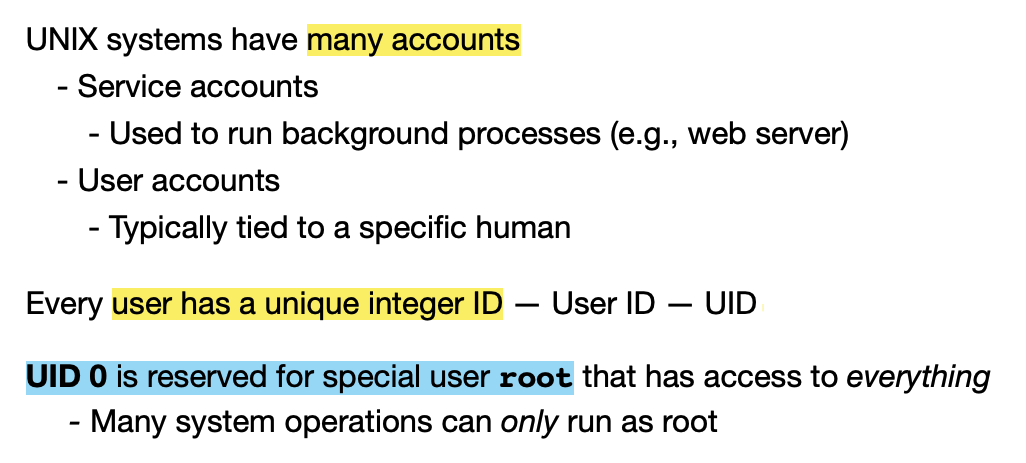 UNIX systems have many accounts
- Service accounts
- Used to run background processes (e.g., web server)
- User accounts
- Typically tied to a specific human
Every user has a unique integer ID — User ID — UID
UID 0 is reserved for special user root that has access to everything
- Many system operations can only run as root